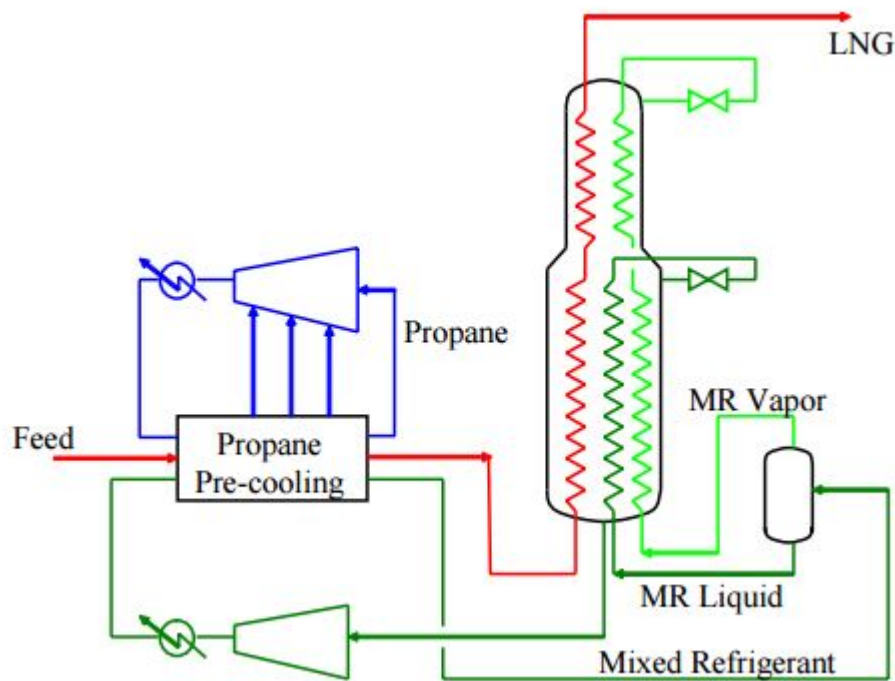 LNG
Propane
MR Vapor
Feed
Propane
Pre-cooling
MR Liquid
Mixed Refrigerant